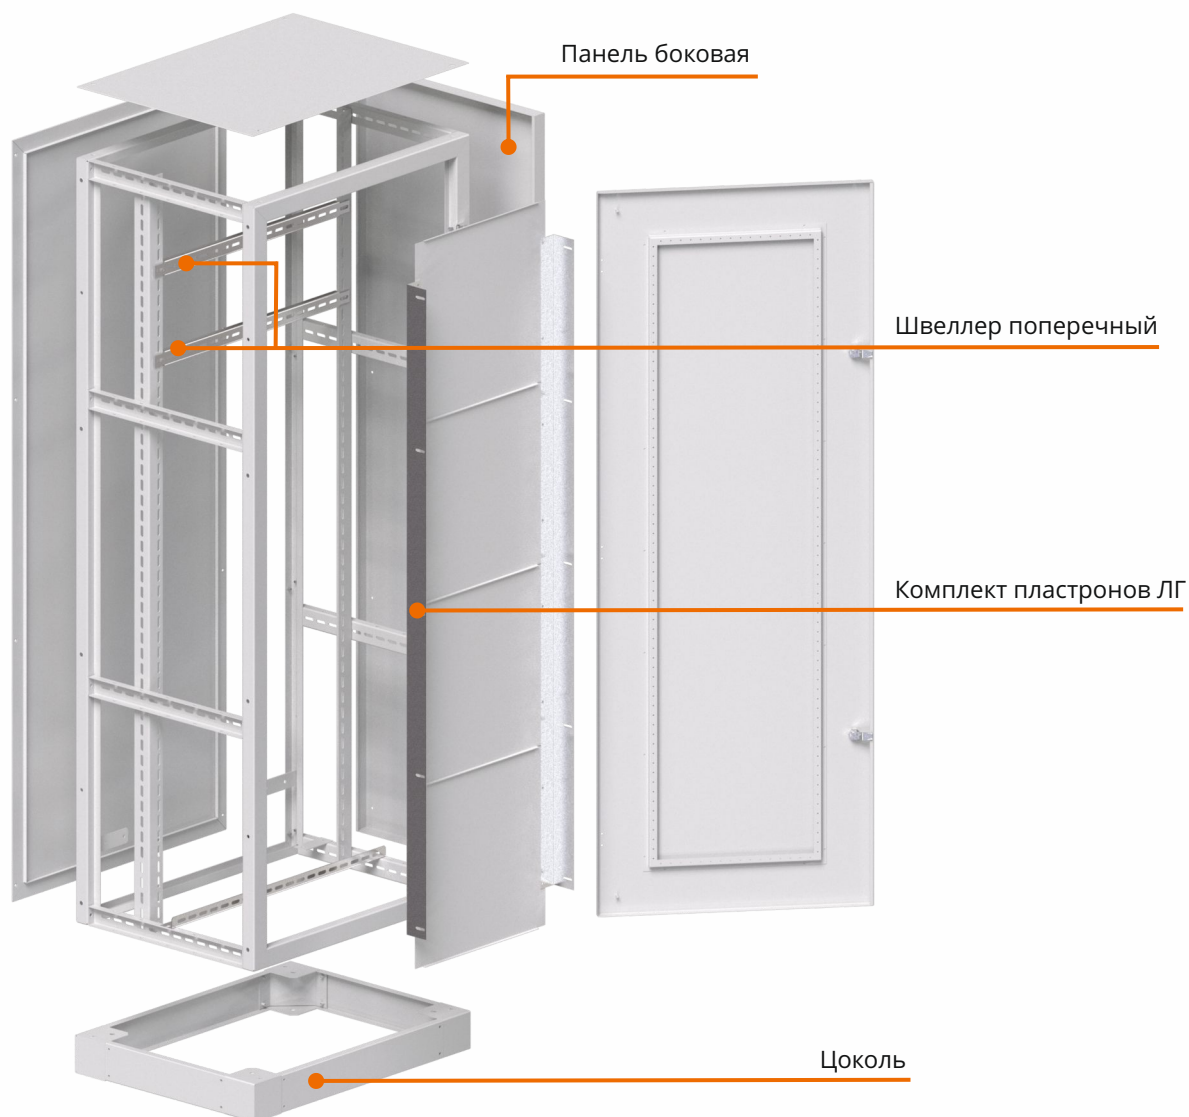 Панель боковая
Швеллер поперечный
Комплект пластронов ЛГ
Цоколь